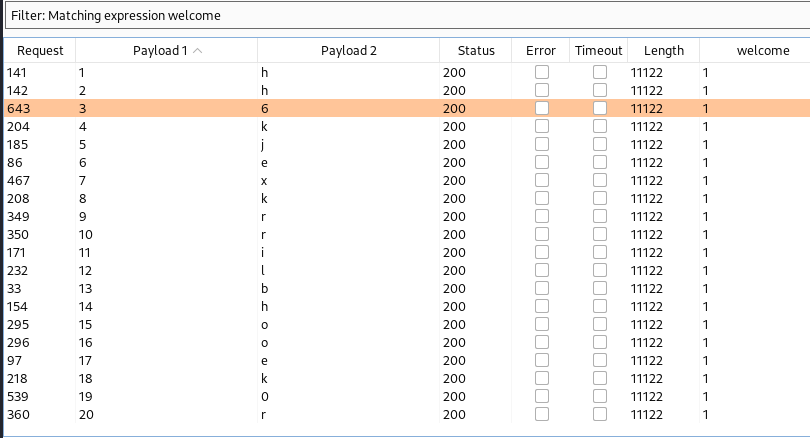 Filter: Matching expression welcome
Request Payload 1 Payload 2 Status Error Timeout Length welcome
141 1 h 200 11122 1
142 2 h 200 11122 1
643 3 6 200 11122 1
204 4 k 200 11122 1
185 5 j 200 11122 1
86 6 e 200 11122 1
467 7 x 200 11122 1
208 8 k 200 11122 1
349 9 r 200 11122 1
350 10 r 200 11122 1
171 11 i 200 11122 1
232 12 l 200 11122 1
33 13 b 200 11122 1
154 14 h 200 11122 1
295 15 o 200 11122 1
296 16 o 200 11122 1
97 17 e 200 11122 1
218 18 k 200 11122 1
539 19 0 200 11122 1
360 20 r 200 11122 1